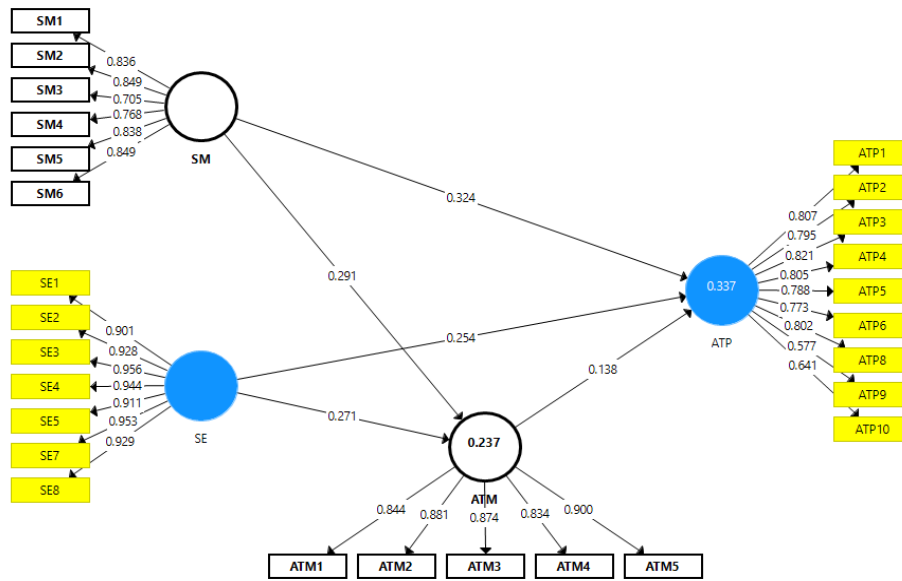 SM1
SM2
SM3
SM4
SM5
SM6
0.836
0.849
0.705
0.768
0.838
0.849
SM
0.324
0.291
SE1
SE2
SE3
SE4
SE5
SE7
SE8
0.901
0.928
0.956
0.944
0.911
0.953
0.929
SE
0.254
0.271
0.138
0.237
ATM
0.844
0.881
0.874
0.834
0.900
ATM1
ATM2
ATM3
ATM4
ATM5
0.337
ATP
0.807
0.795
0.821
0.805
0.788
0.773
0.802
0.577
0.641
ATP1
ATP2
ATP3
ATP4
ATP5
ATP6
ATP8
ATP9
ATP10